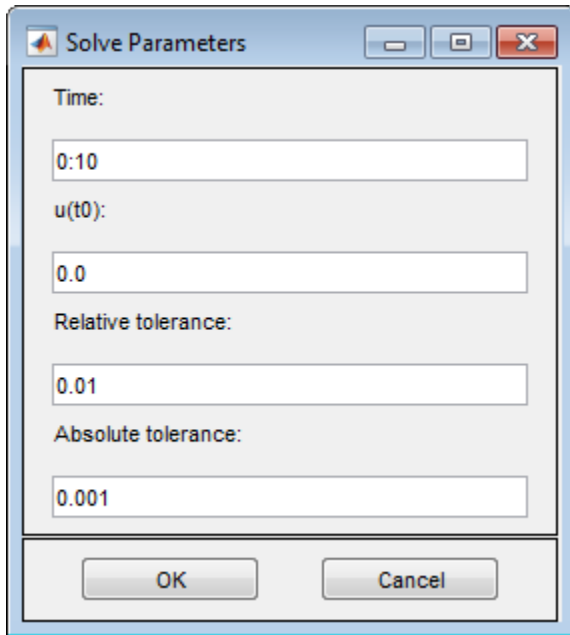 Solve Parameters
Time:
0:10
u(t0):
0.0
Relative tolerance:
0.01
Absolute tolerance:
0.001
OK Cancel